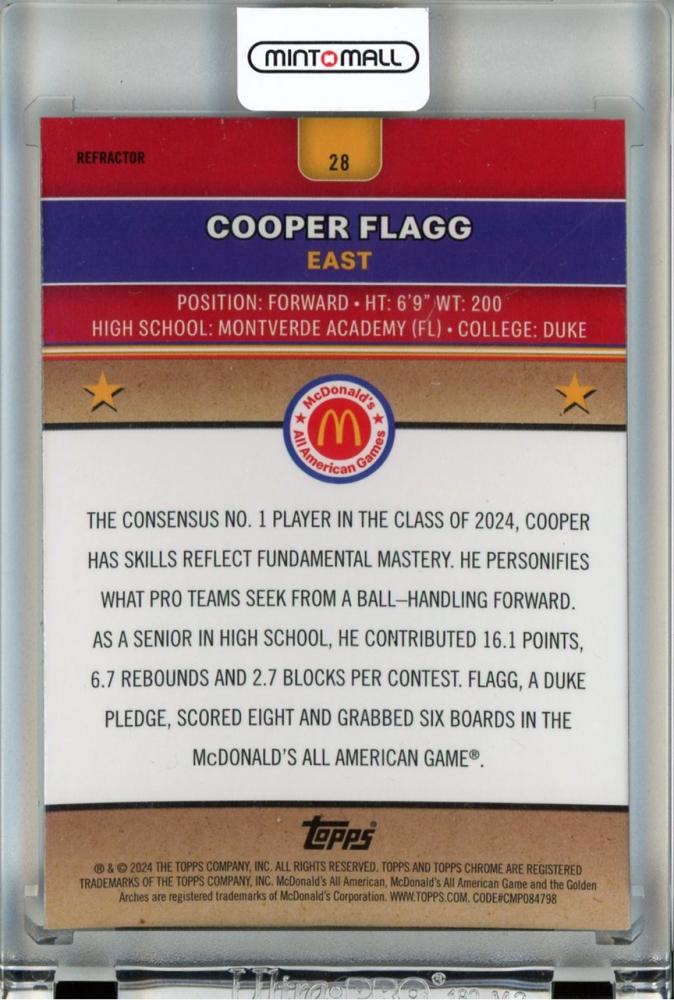 MINT MALL
REFRACTOR
28
COOPER FLAGG
EAST
POSITION: FORWARD • HT: 6'9" WT: 200
HIGH SCHOOL: MONTVERDE ACADEMY (FL) • COLLEGE: DUKE
McDonald's
All American Games
THE CONSENSUS NO. 1 PLAYER IN THE CLASS OF 2024, COOPER
HAS SKILLS REFLECT FUNDAMENTAL MASTERY. HE PERSONIFIES
WHAT PRO TEAMS SEEK FROM A BALL–HANDLING FORWARD.
AS A SENIOR IN HIGH SCHOOL, HE CONTRIBUTED 16.1 POINTS,
6.7 REBOUNDS AND 2.7 BLOCKS PER CONTEST. FLAGG, A DUKE
PLEDGE, SCORED EIGHT AND GRABBED SIX BOARDS IN THE
McDONALD'S ALL AMERICAN GAME®.
Topps®
® & © 2024 THE TOPPS COMPANY, INC. ALL RIGHTS RESERVED. TOPPS AND TOPPS CHROME ARE REGISTERED
TRADEMARKS OF THE TOPPS COMPANY, INC. McDonald's All American, McDonald's All American Game and the Golden
Arches are registered trademarks of McDonald's Corporation. WWW.TOPPS.COM. CODE#CMP084798
Ultra PRO®